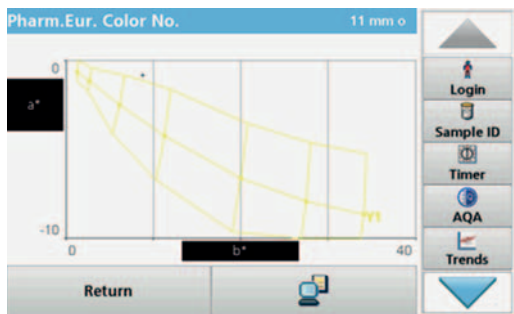 Pharm.Eur. Color No.
11 mm o
0
a*
-10
0
b*
40
Y1
Return
Login
Sample ID
Timer
AQA
Trends